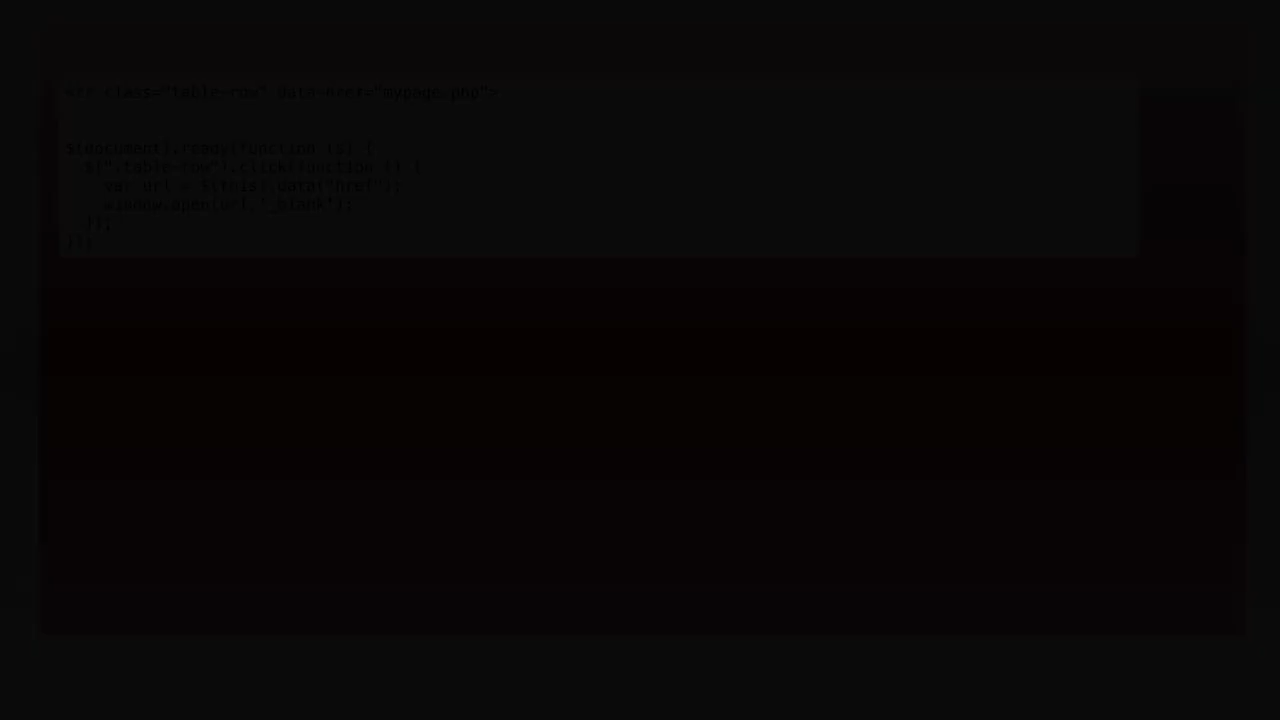 <tr class="table-row" data-href="mypage.php">
$(document).ready(function ($) {
$(".table-row").click(function () {
var url = $(this).data("href");
window.open(url,"_blank");
});
});